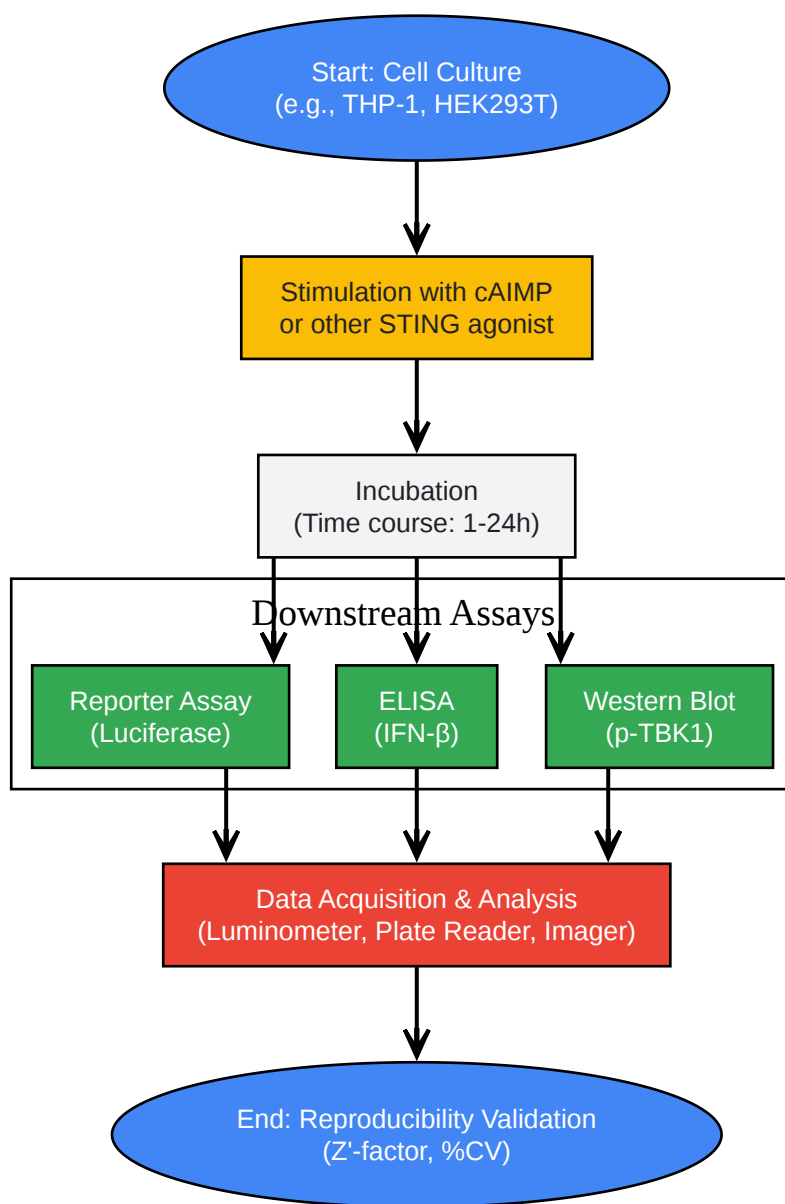 Start: Cell Culture
(e.g., THP-1, HEK293T)
Stimulation with cAIMP
or other STING agonist
Incubation
(Time course: 1-24h)
Downstream Assays
Reporter Assay
(Luciferase)
ELISA
(IFN-β)
Western Blot
(p-TBK1)
Data Acquisition & Analysis
(Luminometer, Plate Reader, Imager)
End: Reproducibility Validation
(Z'-factor, %CV)